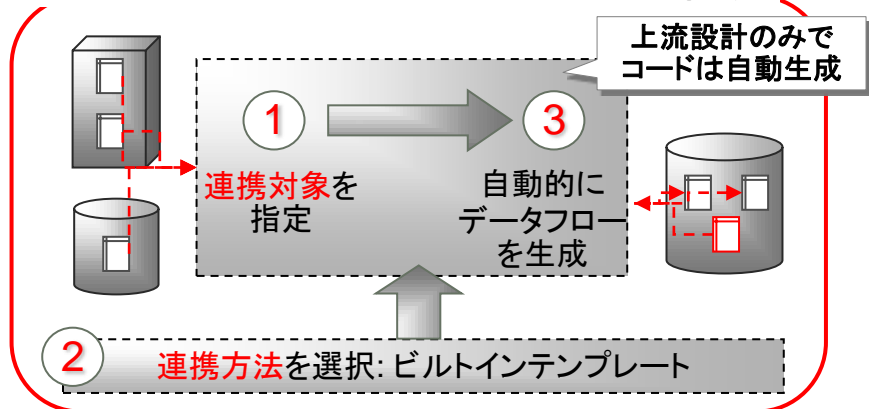 上流設計のみで
コードは自動生成
①
③
連携対象を
指定
自動的に
データフロー
を生成
②
連携方法を選択: ビルトインテンプレート